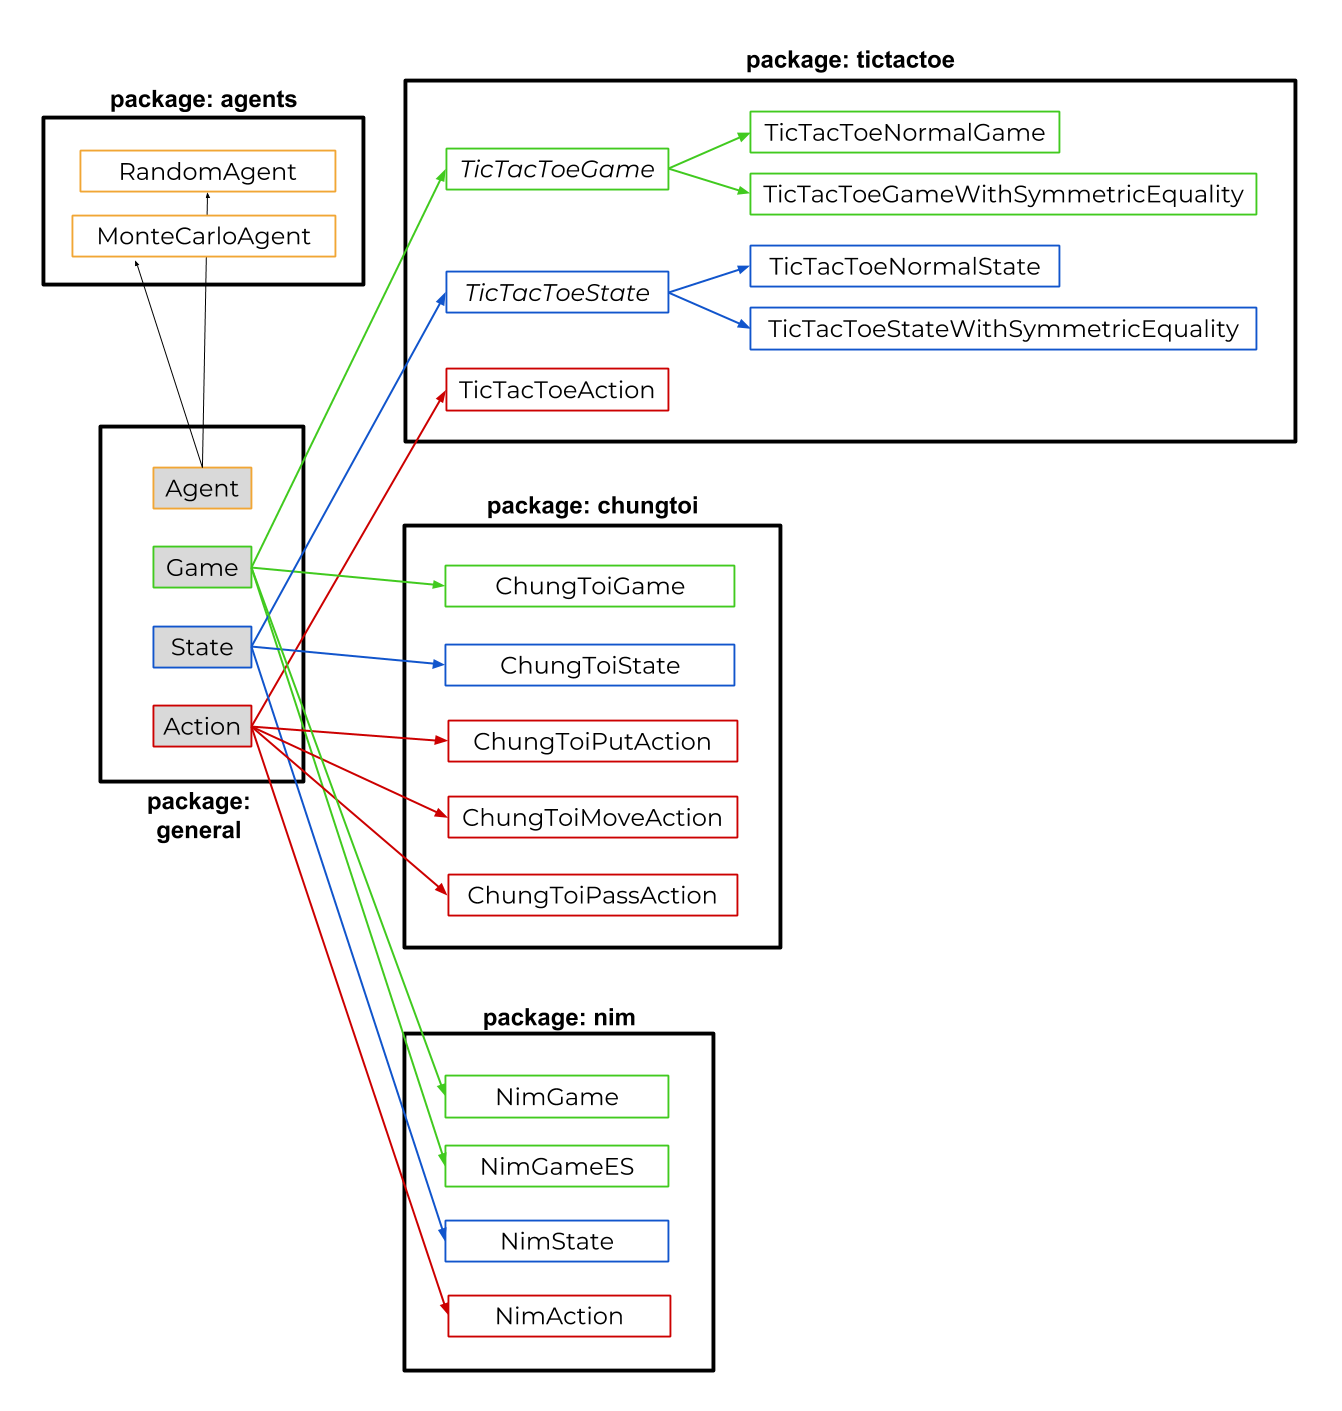 package: tictactoe
package: agents
RandomAgent
MonteCarloAgent
TicTacToeGame
TicTacToeNormalGame
TicTacToeGameWithSymmetricEquality
TicTacToeState
TicTacToeNormalState
TicTacToeStateWithSymmetricEquality
TicTacToeAction
Agent
Game
State
Action
package:
general
package: chungtoi
ChungToiGame
ChungToiState
ChungToiPutAction
ChungToiMoveAction
ChungToiPassAction
package: nim
NimGame
NimGameES
NimState
NimAction